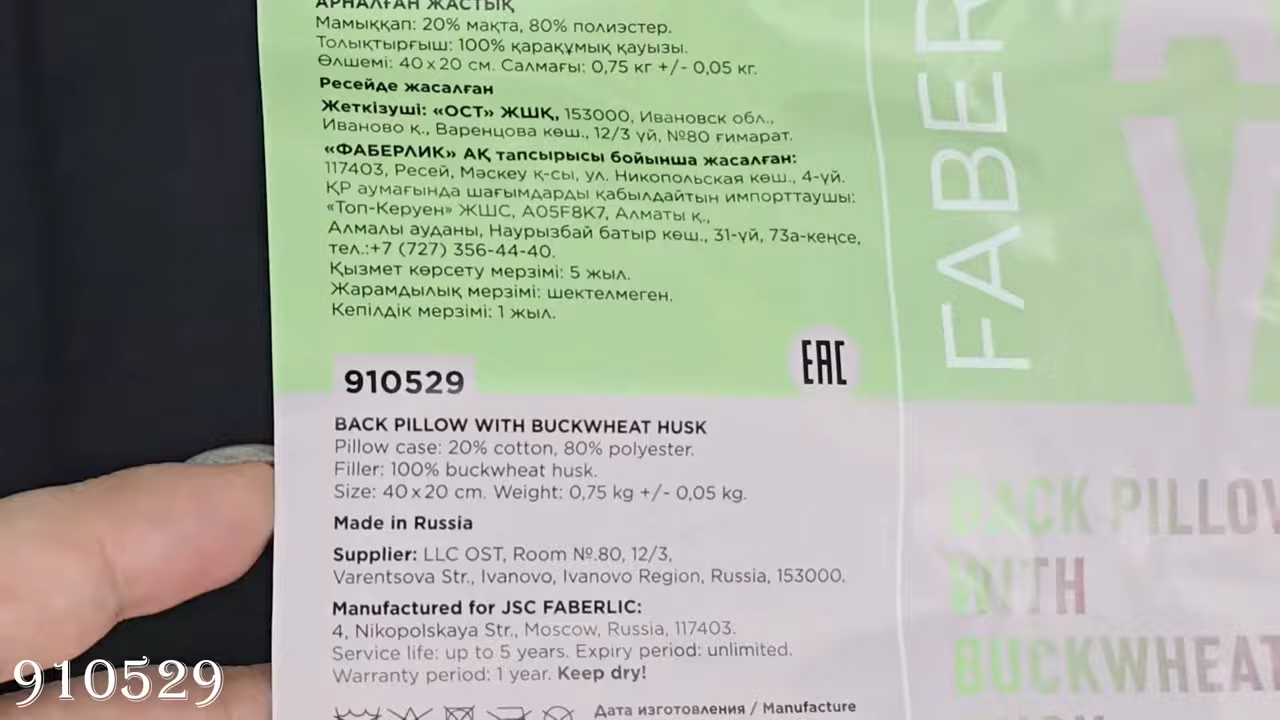 АРНАЛҒАН ЖАСТЫҚ
Мамыққап: 20% мақта, 80% полиэстер.
Толықтырғыш: 100% қарақұмық қауызы.
Өлшемі: 40 x 20 см. Салмағы: 0,75 кг +/- 0,05 кг.
Ресейде жасалған
Жеткізуші: «ОСТ» ЖШҚ, 153000, Ивановск обл.,
Иваново қ., Варенцова көш., 12/3 үй, №80 ғимарат.
«ФАБЕРЛИК» АҚ тапсырысы бойынша жасалған:
117403, Ресей, Мәскеу қ-сы, ул. Никопольская көш., 4-үй.
ҚР аумағында шағымдарды қабылдайтын импорттаушы:
«Топ-Керуен» ЖШС, A05F8K7, Алматы қ.,
Алмалы ауданы, Наурызбай батыр көш., 31-үй, 73а-кеңсе,
тел.:+7 (727) 356-44-40.
Қызмет көрсету мерзімі: 5 жыл.
Жарамдылық мерзімі: шектелмеген.
Кепілдік мерзімі: 1 жыл.
EAC
910529
BACK PILLOW WITH BUCKWHEAT HUSK
Pillow case: 20% cotton, 80% polyester.
Filler: 100% buckwheat husk.
Size: 40 x 20 cm. Weight: 0,75 kg +/- 0,05 kg.
Made in Russia
Supplier: LLC OST, Room №.80, 12/3,
Varentsova Str., Ivanovo, Ivanovo Region, Russia, 153000.
Manufactured for JSC FABERLIC:
4, Nikopolskaya Str., Moscow, Russia, 117403.
Service life: up to 5 years. Expiry period: unlimited.
Warranty period: 1 year. Keep dry!
Дата изготовления / Manufacture
FABER
BACK PILLOW
WITH
BUCKWHEAT
910529